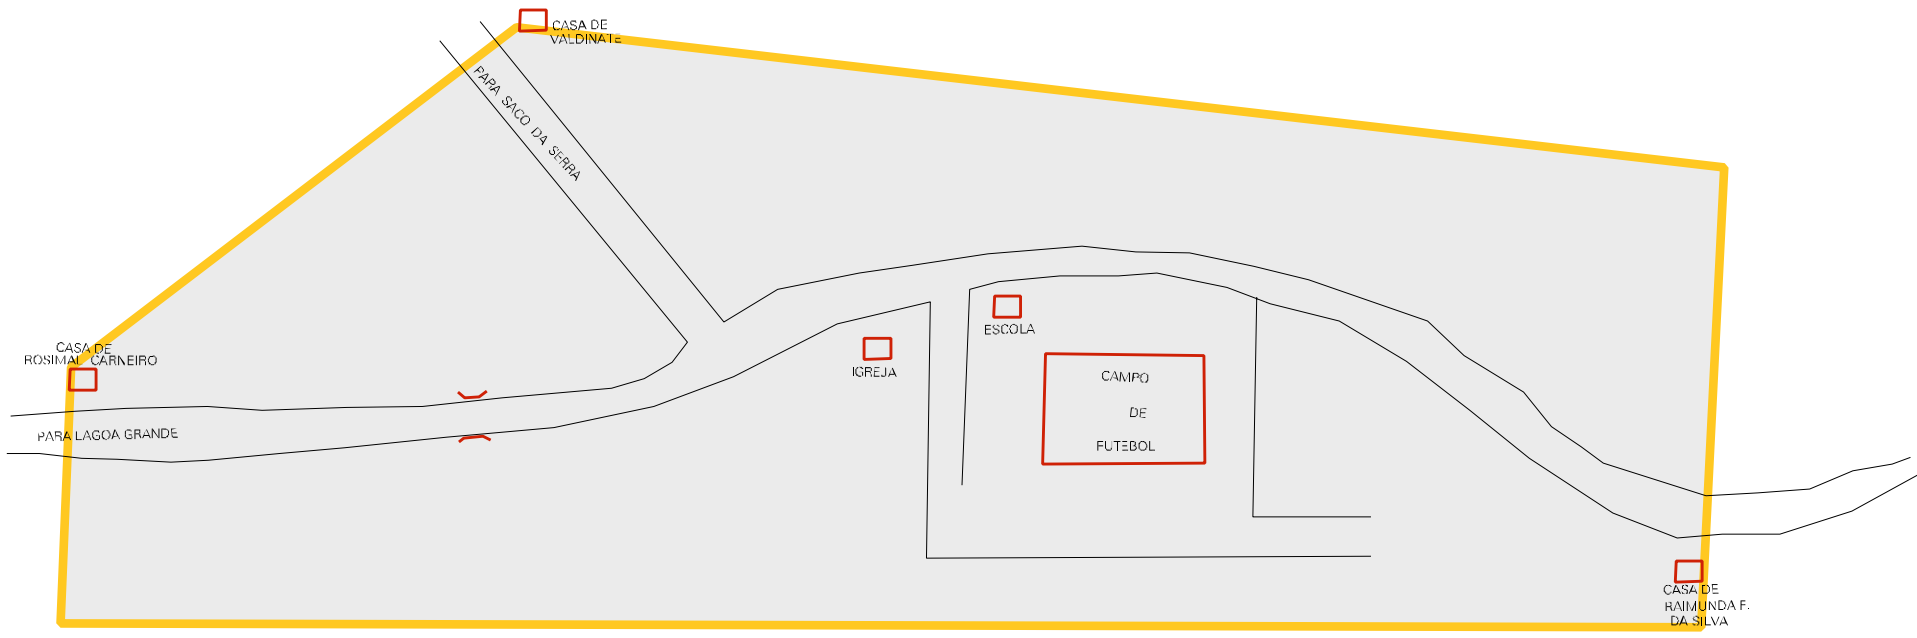 CASA DE
VALDINATE
PARA SACO DA SERRA
CASA DE
ROSIMAL CARNEIRO
PARA LAGOA GRANDE
ESCOLA
IGREJA
CAMPO
DE
FUTEBOL
CASA DE
RAIMUNDA F.
DA SILVA